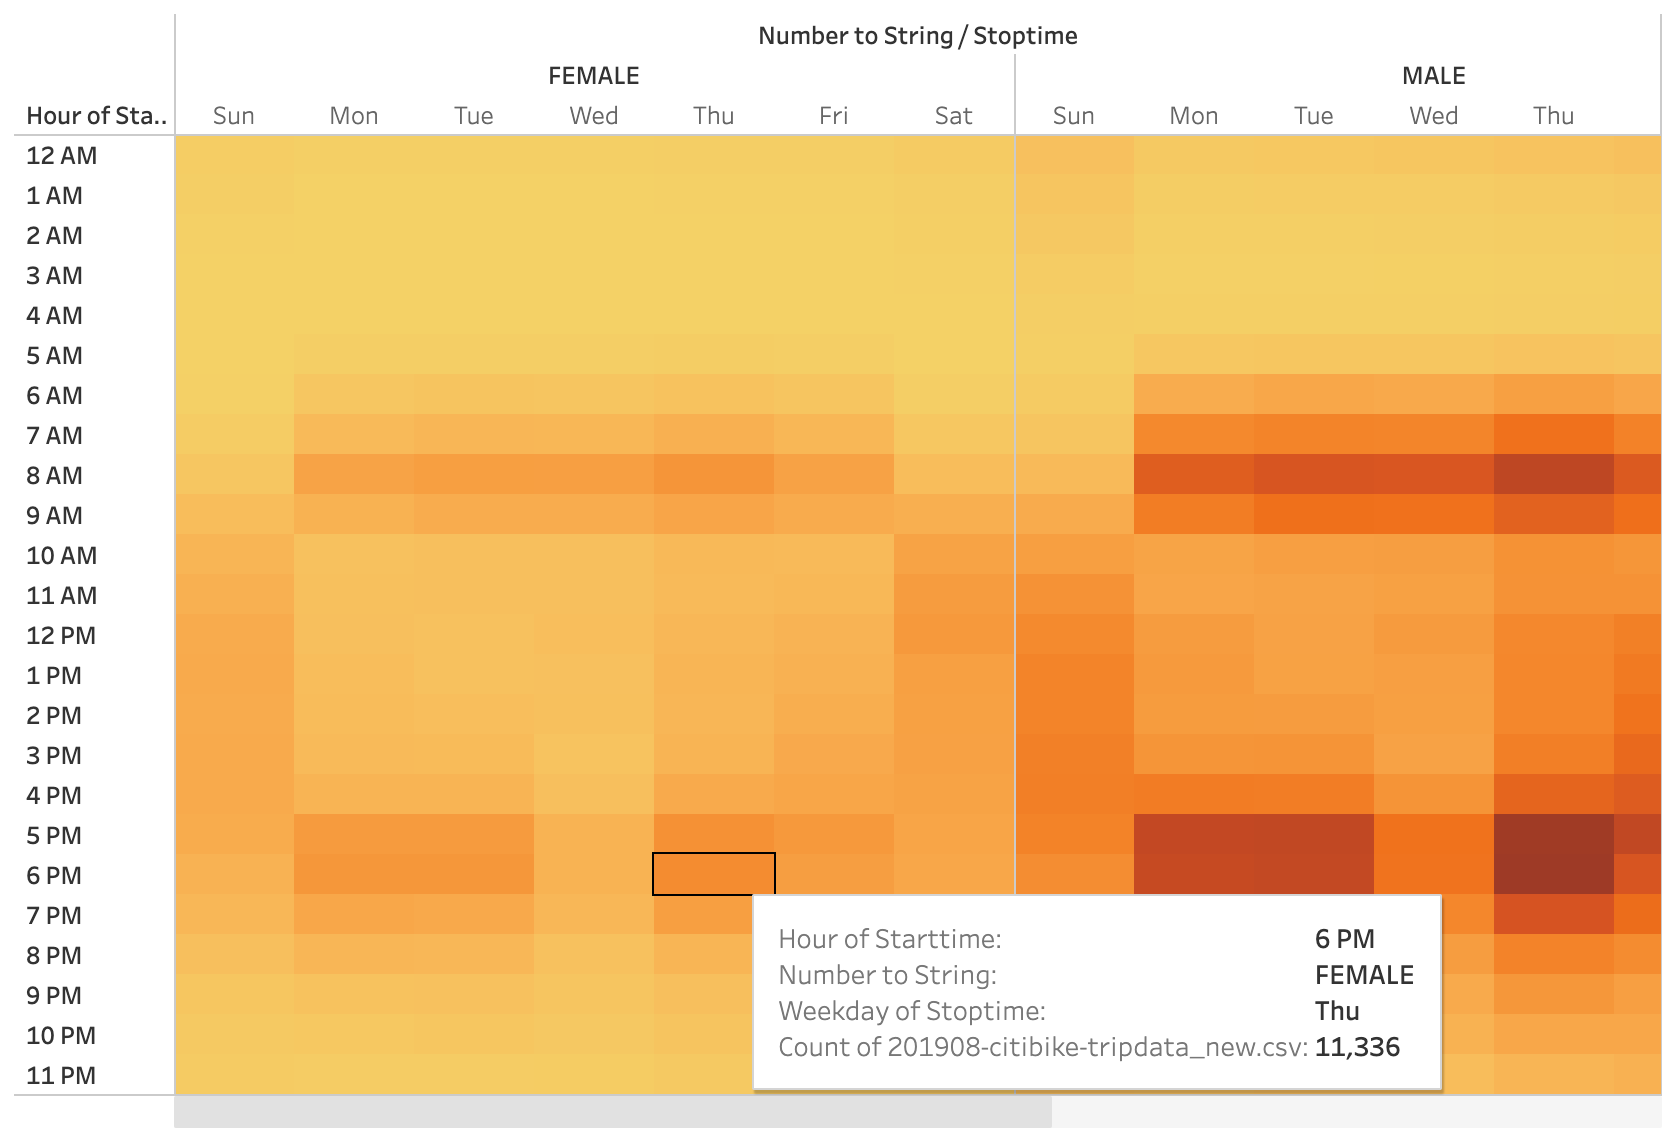 Number to String / Stoptime
FEMALE MALE
Hour of Sta.. Sun Mon Tue Wed Thu Fri Sat Sun Mon Tue Wed Thu
12 AM
1 AM
2 AM
3 AM
4 AM
5 AM
6 AM
7 AM
8 AM
9 AM
10 AM
11 AM
12 PM
1 PM
2 PM
3 PM
4 PM
5 PM
6 PM
7 PM
8 PM
9 PM
10 PM
11 PM
Hour of Starttime: 6 PM
Number to String: FEMALE
Weekday of Stoptime: Thu
Count of 201908-citibike-tripdata_new.csv: 11,336